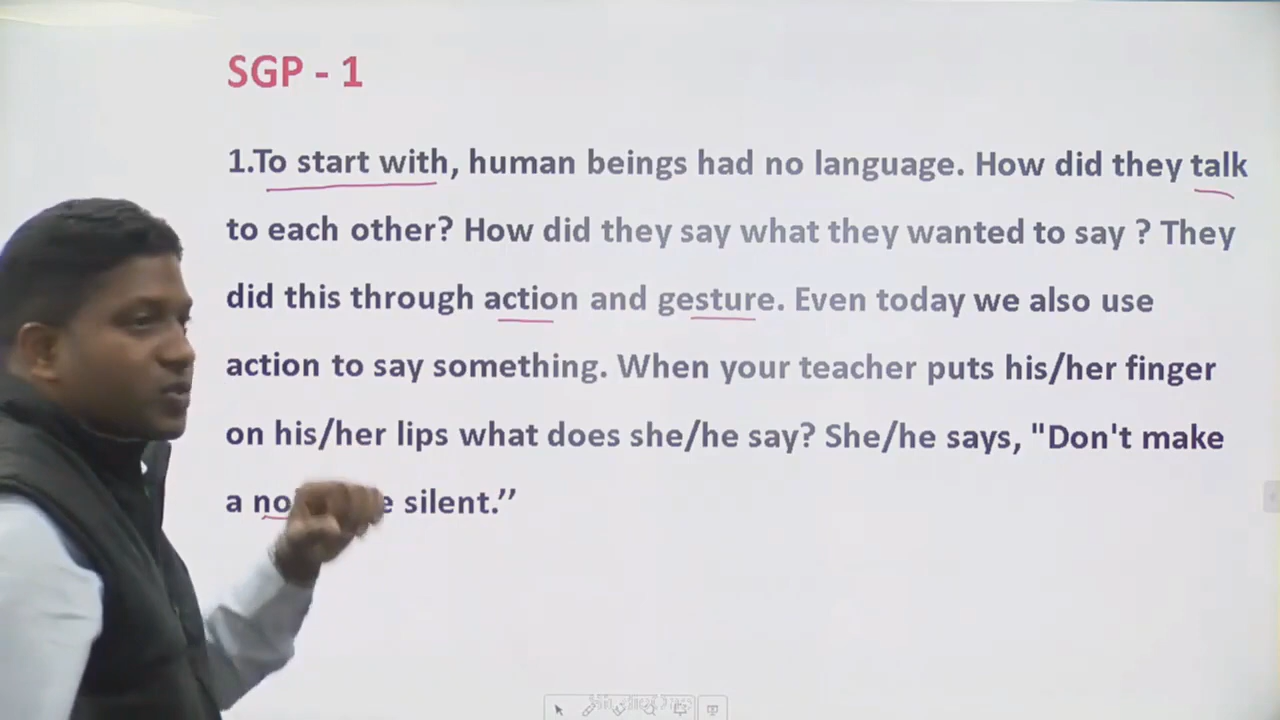 SGP - 1
1.To start with, human beings had no language. How did they talk
to each other? How did they say what they wanted to say ? They
did this through action and gesture. Even today we also use
action to say something. When your teacher puts his/her finger
on his/her lips what does she/he say? She/he says, "Don't make
a silent.’’